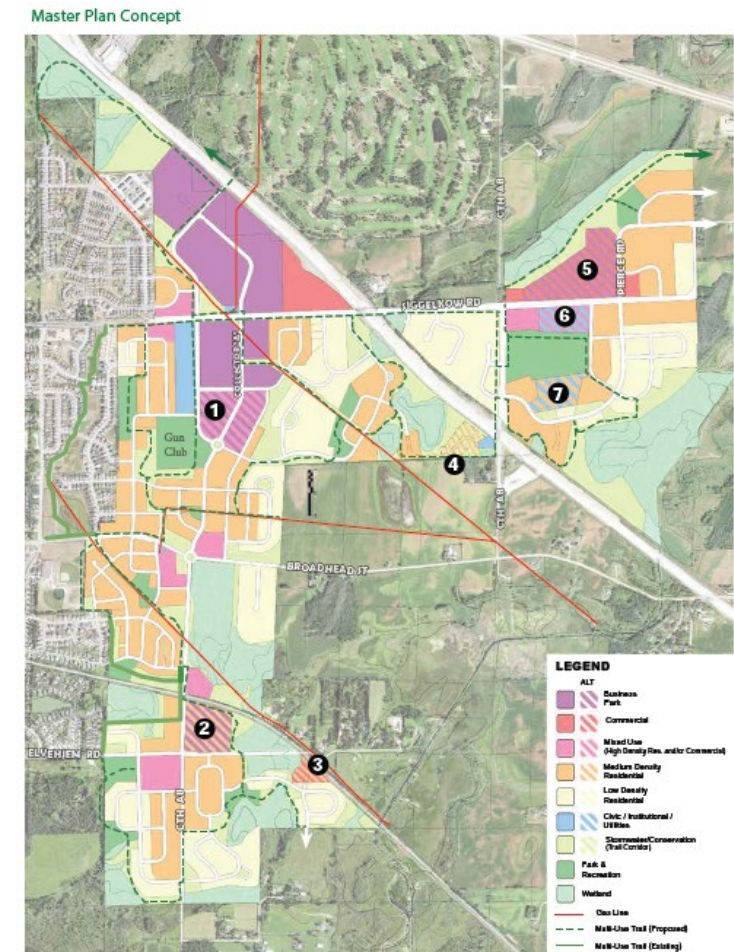 Master Plan Concept
CTH AB
PIERCE RD
5
SIGGELKOW RD
6
7
1
Gun
Club
4
CTH AB
BROADHEAD ST
2
ELVEHJEM RD
3
CTH AB
LEGEND
ALT
Business
Park
Commercial
Mixed Use
(High Density Res. and/or Commercial)
Medium Density
Residential
Low Density
Residential
Civic / Institutional /
Utilities
Stormwater/Conservation
(Trail Corridor)
Park &
Recreation
Wetland
Gas Line
Multi-Use Trail (Proposed)
Multi-Use Trail (Existing)